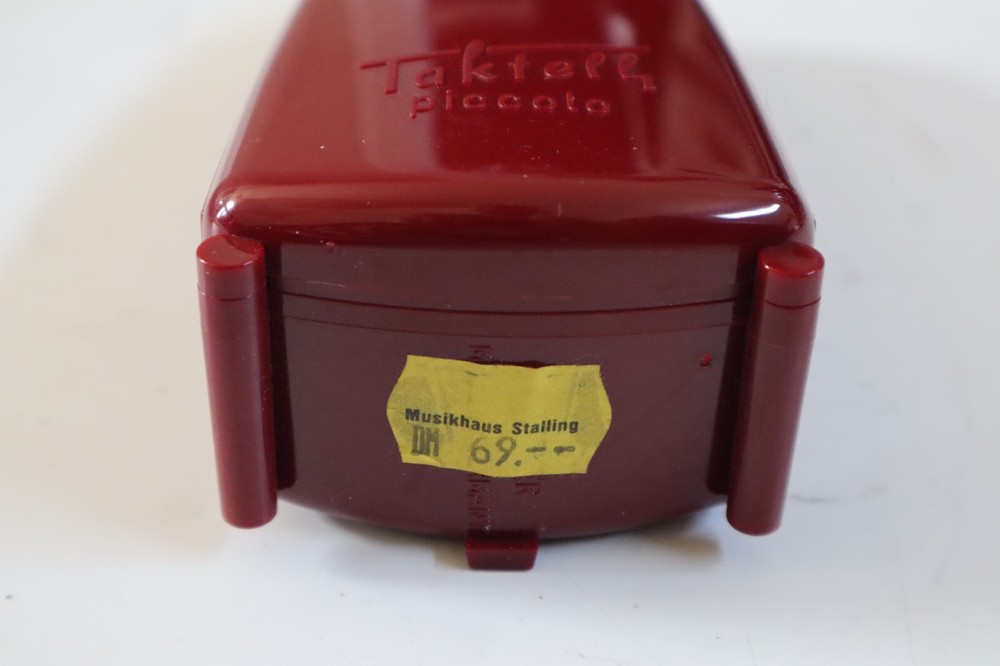 Taktell
piccolo
Musikhaus Stalling
DM 69.--